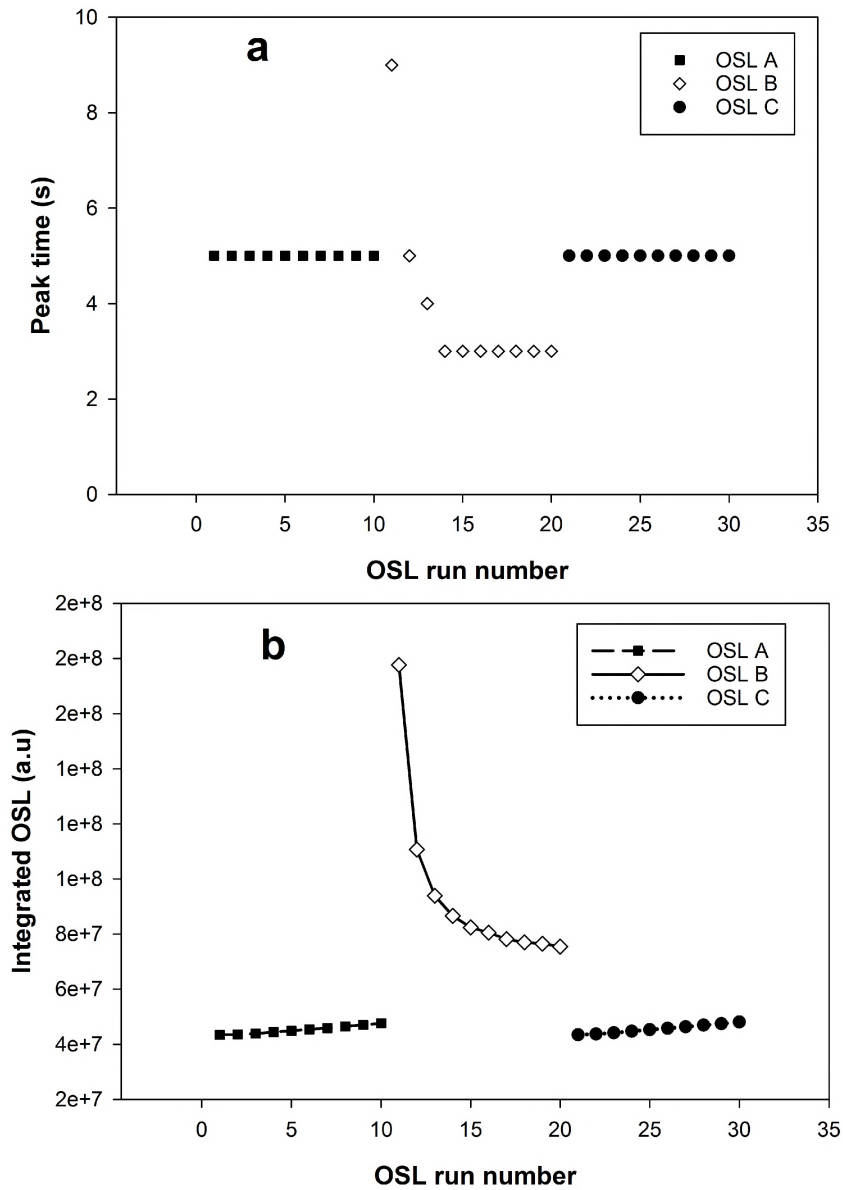 a
OSL A
OSL B
OSL C
10
8
6
4
2
0
Peak time (s)
0 5 10 15 20 25 30 35
OSL run number
b
OSL A
OSL B
OSL C
2e+8
2e+8
2e+8
1e+8
1e+8
1e+8
8e+7
6e+7
4e+7
2e+7
Integrated OSL (a.u)
0 5 10 15 20 25 30 35
OSL run number